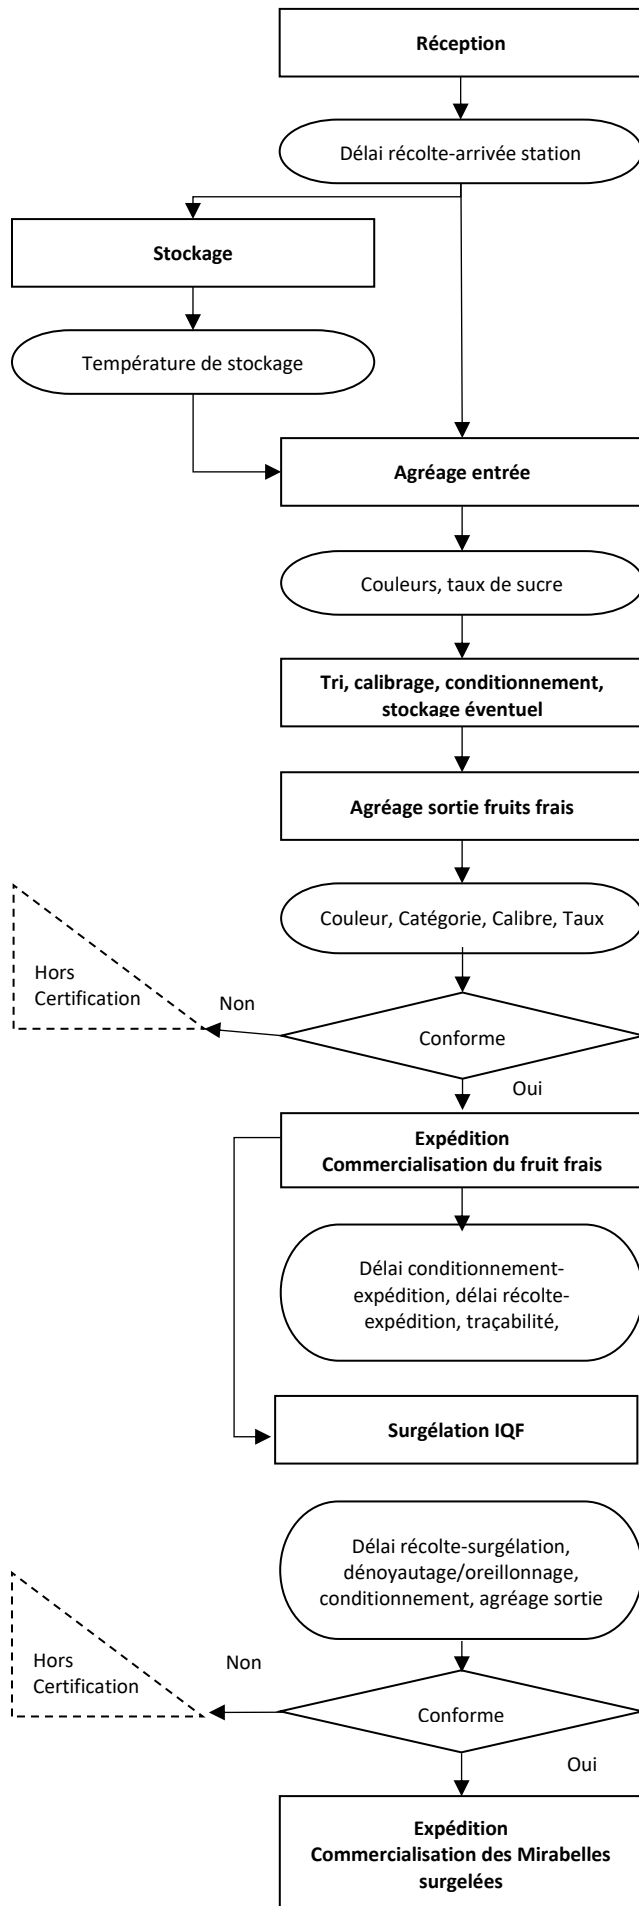 Réception
Délai récolte-arrivée station
Stockage
Température de stockage
Agréage entrée
Couleurs, taux de sucre
Tri, calibrage, conditionnement,
stockage éventuel
Agréage sortie fruits frais
Couleur, Catégorie, Calibre, Taux
Hors
Certification
Non
Conforme
Oui
Expédition
Commercialisation du fruit frais
Délai conditionnement-
expédition, délai récolte-
expédition, traçabilité,
Surgélation IQF
Délai récolte-surgélation,
dénoyautage/oreillonnage,
conditionnement, agréage sortie
Hors
Certification
Non
Conforme
Oui
Expédition
Commercialisation des Mirabelles
surgelées